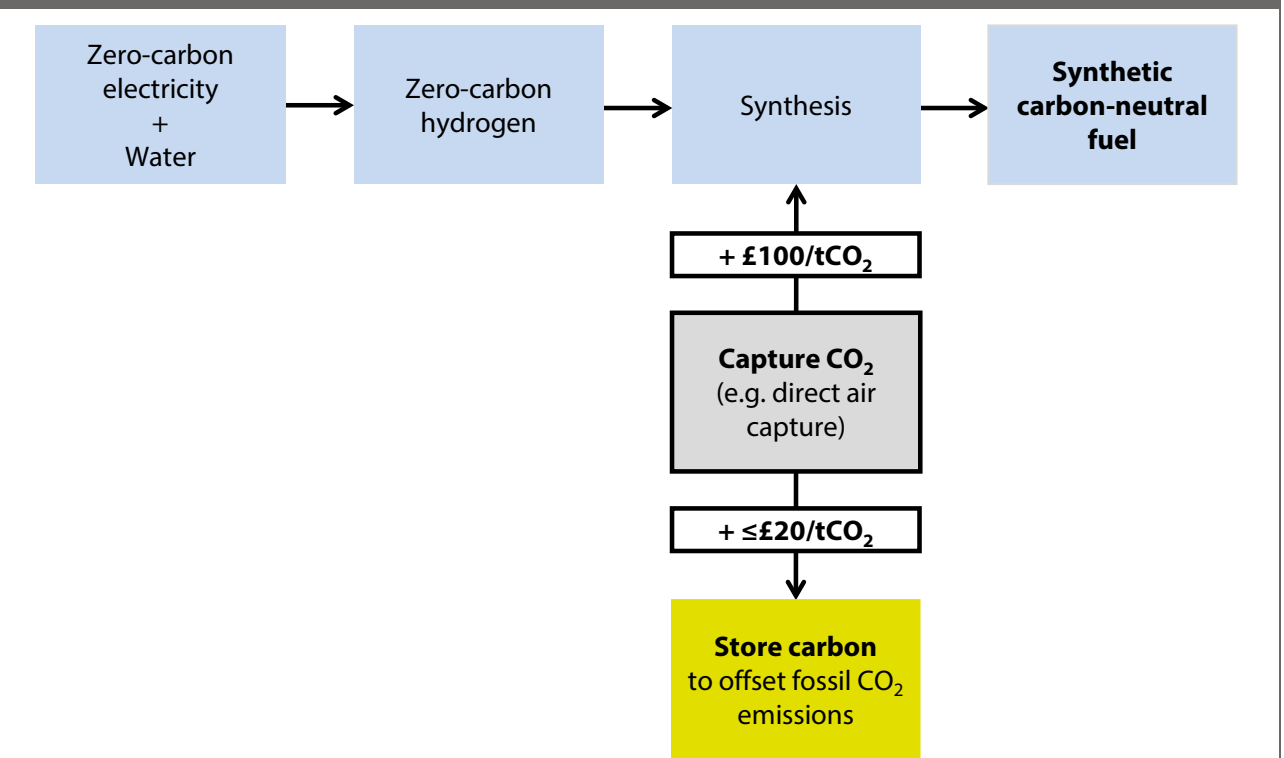 Zero-carbon
electricity
+
Water
Zero-carbon
hydrogen
Synthesis
Synthetic
carbon-neutral
fuel
+ £100/tCO₂
Capture CO₂
(e.g. direct air
capture)
+ ≤£20/tCO₂
Store carbon
to offset fossil CO₂
emissions